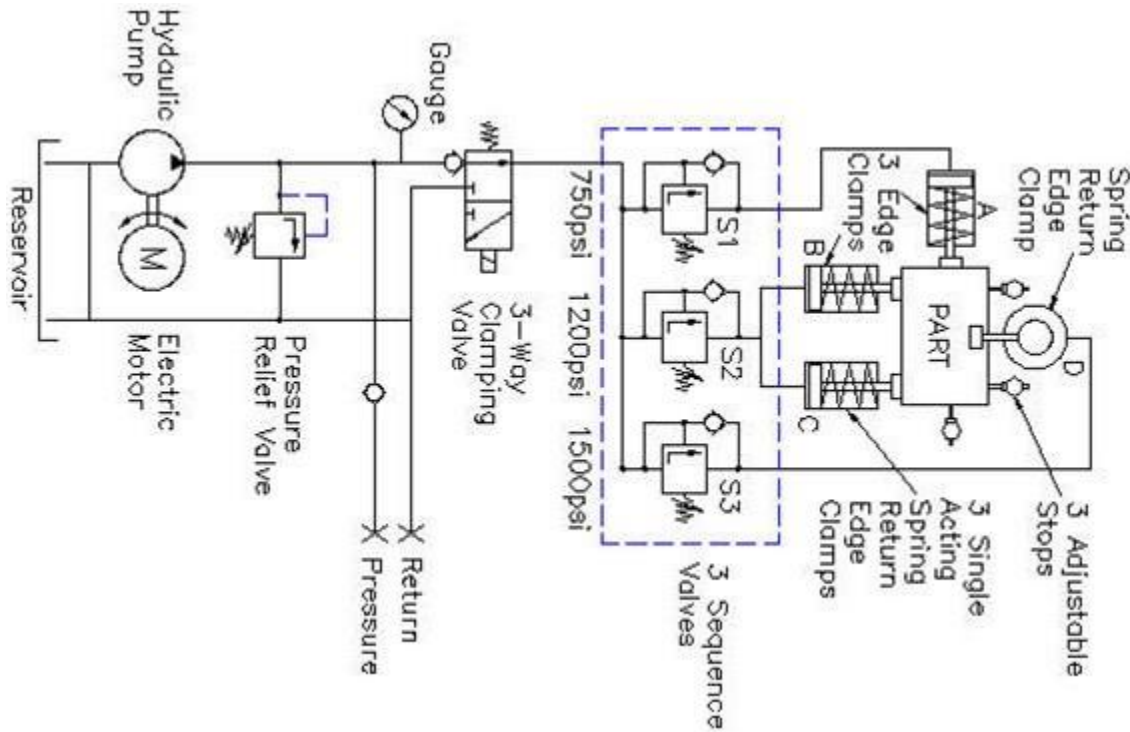 Spring
Return
Edge
Clamp
D
3 Adjustable
Stops
A
PART
3 Edge
Clamps
B
C
3 Single
Acting
Spring
Return
Edge
Clamps
S1
S2
S3
3 Sequence
Valves
750psi
1200psi
1500psi
3-Way
Clamping
Valve
Gauge
Return
Pressure
Pressure
Relief Valve
Hydaulic
Pump
M
Electric
Motor
Reservoir